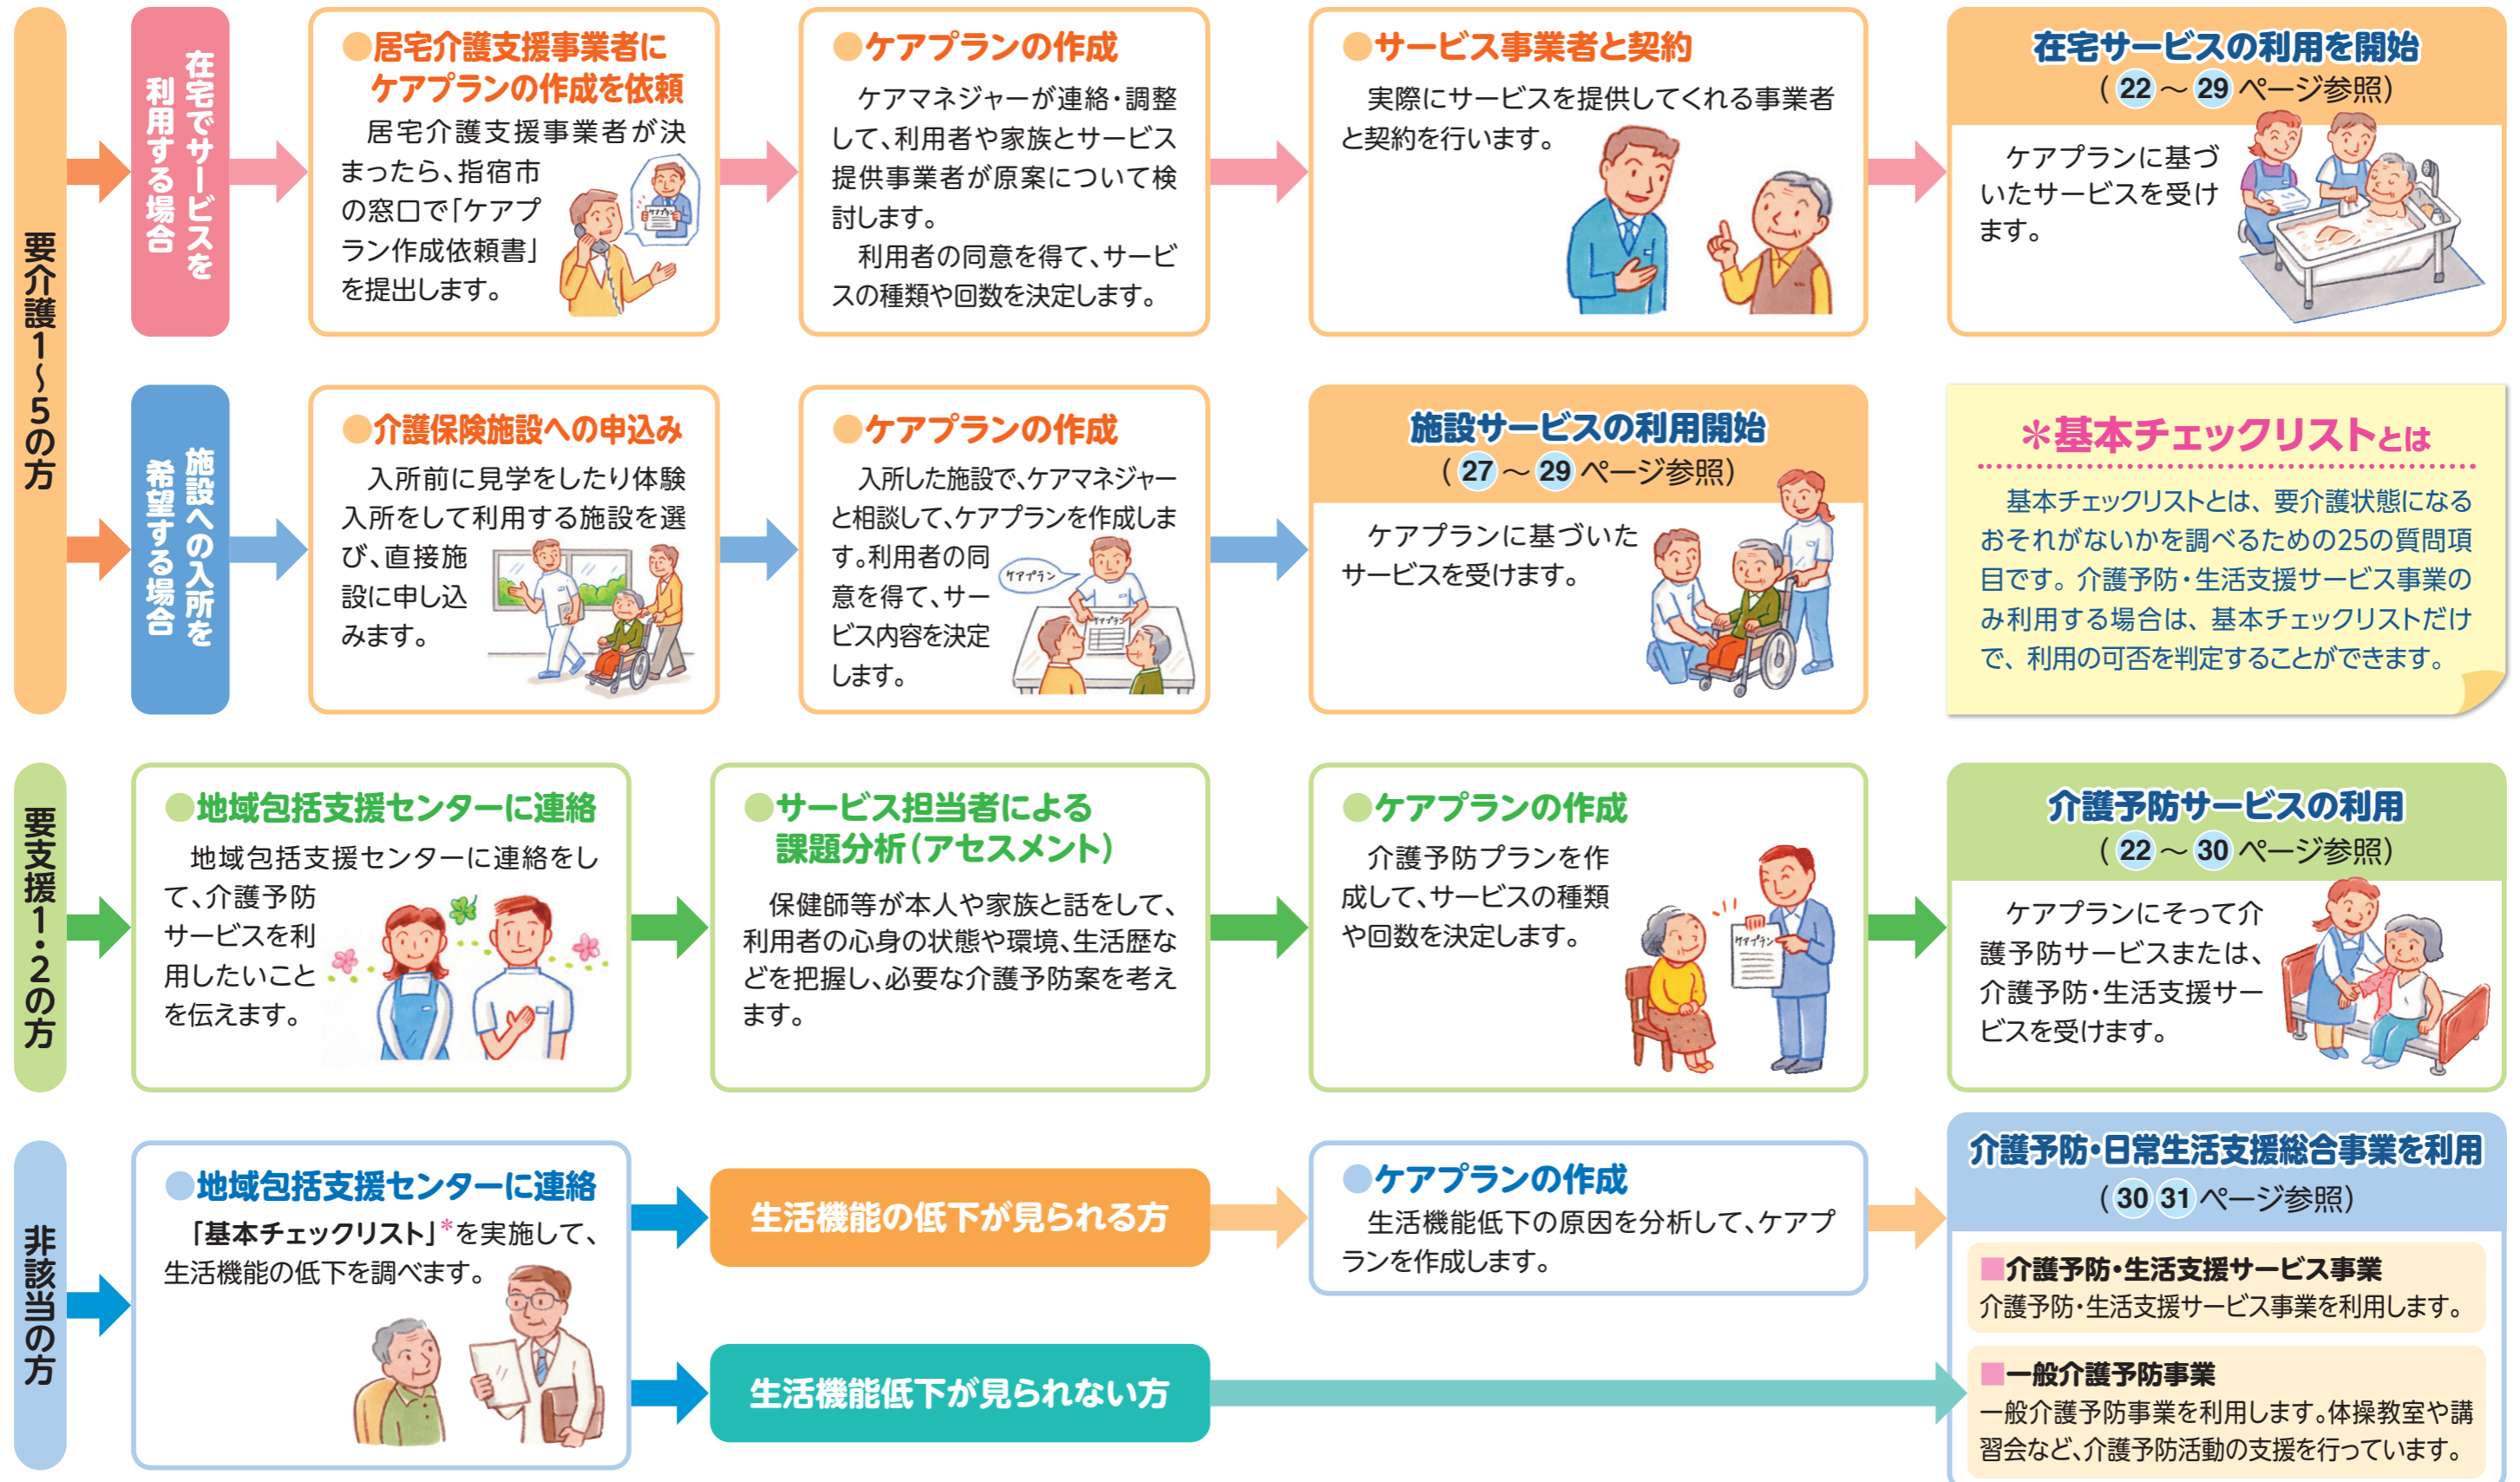 要介護1～5の方
在宅でサービスを
利用する場合
●居宅介護支援事業者に
ケアプランの作成を依頼
居宅介護支援事業者が決
まったら、指宿市
の窓口で「ケアプ
ラン作成依頼書」
を提出します。
ケアプラン
●ケアプランの作成
ケアマネジャーが連絡・調整
して、利用者や家族とサービス
提供事業者が原案について検
討します。
利用者の同意を得て、サービ
スの種類や回数を決定します。
●サービス事業者と契約
実際にサービスを提供してくれる事業者
と契約を行います。
在宅サービスの利用を開始
(22～29ページ参照)
ケアプランに基づ
いたサービスを受け
ます。
施設への入所を
希望する場合
●介護保険施設への申込み
入所前に見学をしたり体験
入所をして利用する施設を選
び、直接施
設に申し込
みます。
●ケアプランの作成
入所した施設で、ケアマネジャー
と相談して、ケアプランを作成しま
す。利用者の同
意を得て、サー
ビス内容を決定
します。
ケアプラン
ケアプラン
施設サービスの利用開始
(27～29ページ参照)
ケアプランに基づいた
サービスを受けます。
＊基本チェックリストとは
基本チェックリストとは、要介護状態になる
おそれがないかを調べるための25の質問項
目です。介護予防・生活支援サービス事業の
み利用する場合は、基本チェックリストだけ
で、利用の可否を判定することができます。
要支援1・2の方
●地域包括支援センターに連絡
地域包括支援センターに連絡をし
て、介護予防
サービスを利
用したいこと
を伝えます。
●サービス担当者による
課題分析（アセスメント）
保健師等が本人や家族と話をして、
利用者の心身の状態や環境、生活歴な
どを把握し、必要な介護予防案を考え
ます。
●ケアプランの作成
介護予防プランを作
成して、サービスの種類
や回数を決定します。
ケアプラン
介護予防サービスの利用
(22～30ページ参照)
ケアプランにそって介
護予防サービスまたは、
介護予防・生活支援サー
ビスを受けます。
非該当の方
●地域包括支援センターに連絡
「基本チェックリスト」＊を実施して、
生活機能の低下を調べます。
生活機能の低下が見られる方
●ケアプランの作成
生活機能低下の原因を分析して、ケアプ
ランを作成します。
生活機能低下が見られない方
介護予防・日常生活支援総合事業を利用
(30 31ページ参照)
■介護予防・生活支援サービス事業
介護予防・生活支援サービス事業を利用します。
■一般介護予防事業
一般介護予防事業を利用します。体操教室や講
習会など、介護予防活動の支援を行っています。